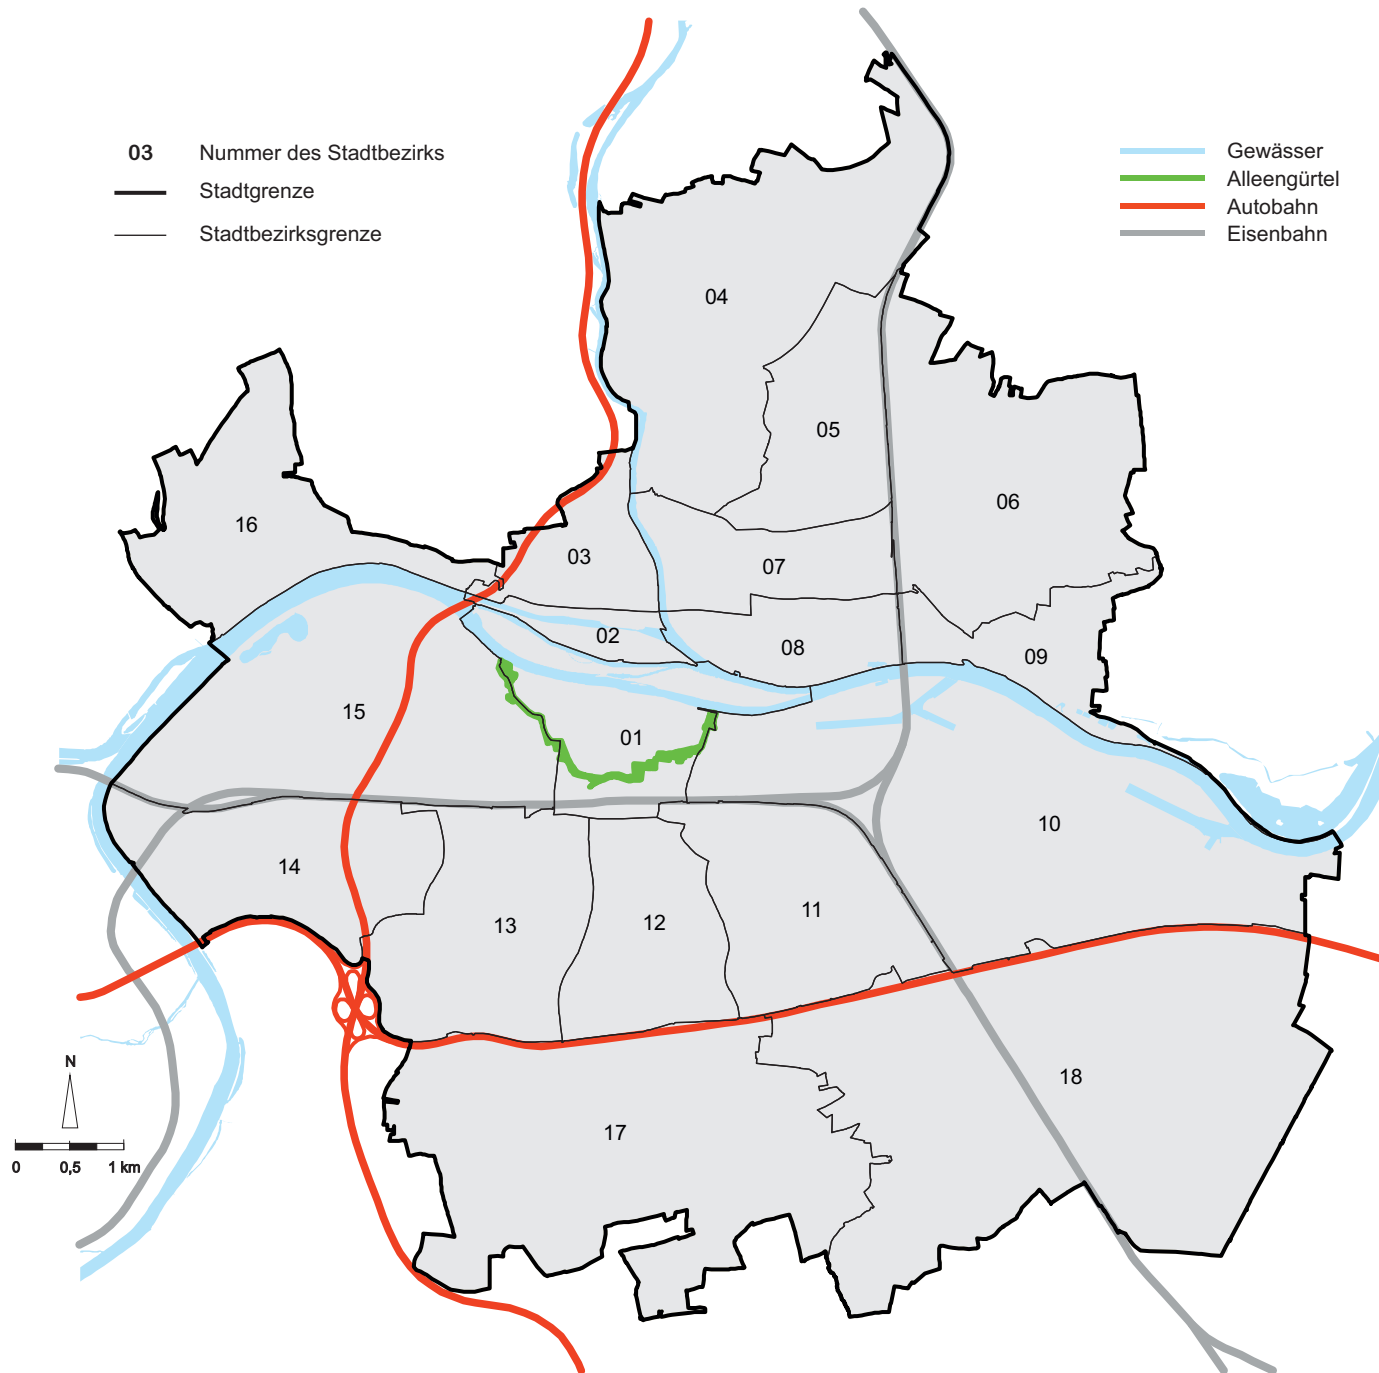 03 Nummer des Stadtbezirks
Stadtgrenze
Stadtbezirksgrenze
Gewässer
Alleengürtel
Autobahn
Eisenbahn
04
05
06
16
03
07
02
08
09
15
01
10
14
13
12
11
18
17
N
0 0,5 1 km